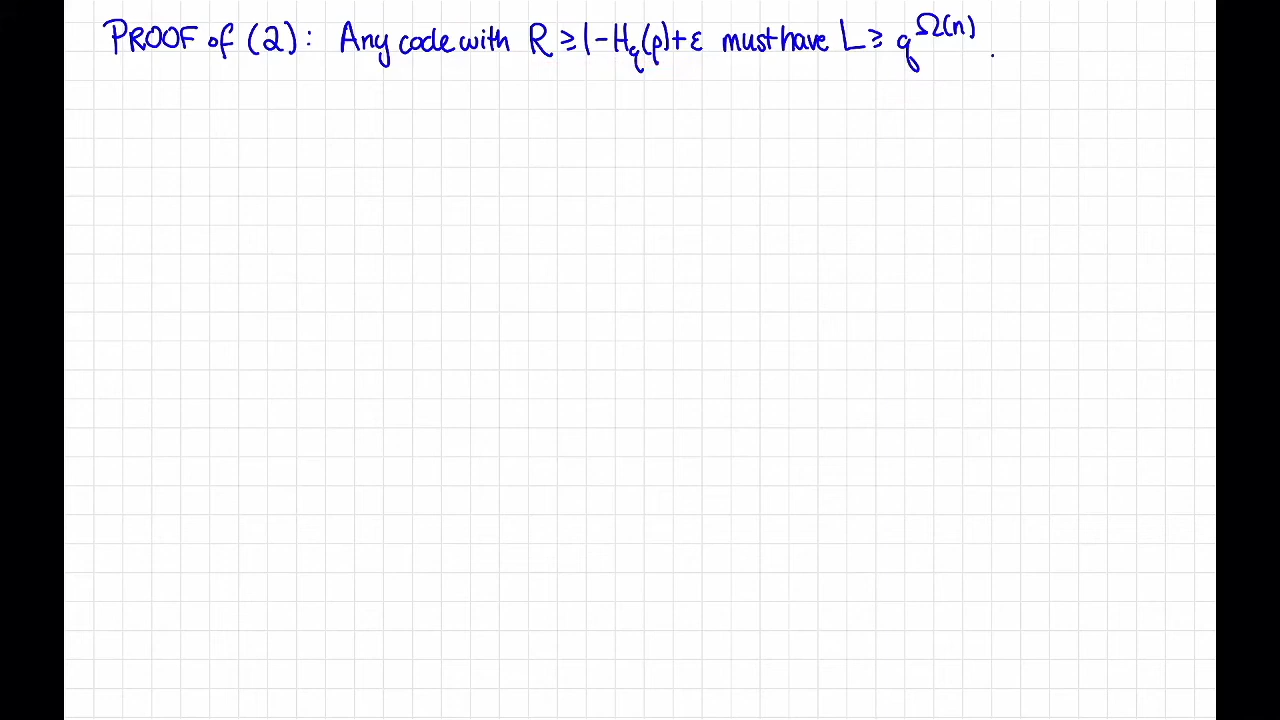 PROOF of (2): Any code with R ≥ 1 - H_q(p) + ε must have L ≥ q^Ω(n).